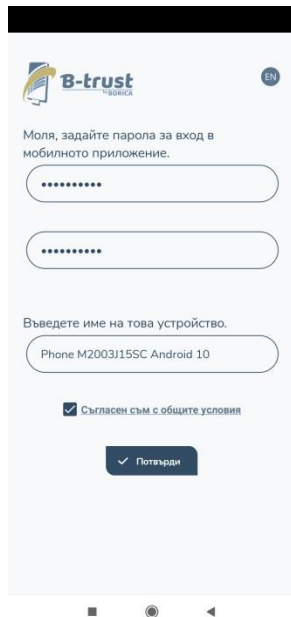 B-trust
by BORICA
EN
Моля, задайте парола за вход в
мобилното приложение.
••••••••••
••••••••••
Въведете име на това устройство.
Phone M2003J15SC Android 10
Съгласен съм с общите условия
Потвърди